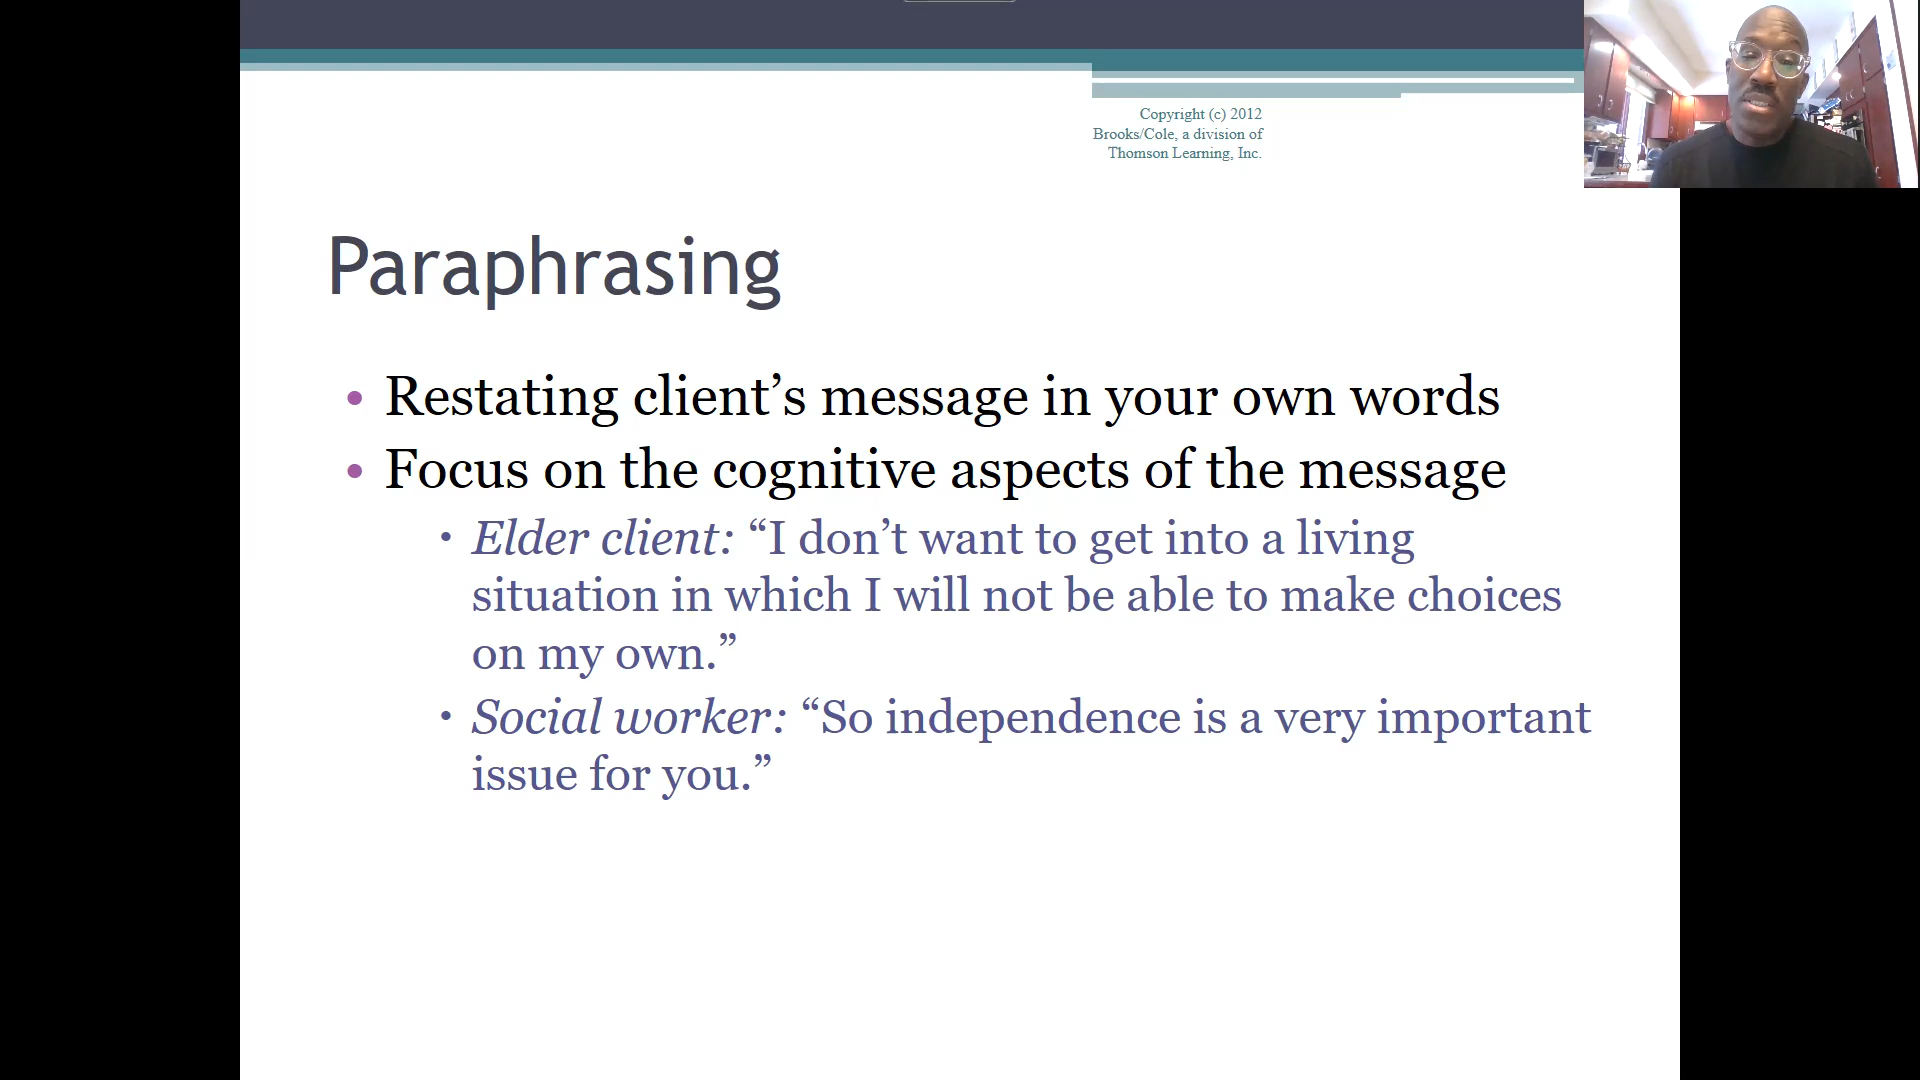 Copyright (c) 2012
Brooks/Cole, a division of
Thomson Learning, Inc.
Paraphrasing
• Restating client’s message in your own words
• Focus on the cognitive aspects of the message
• Elder client: “I don’t want to get into a living
situation in which I will not be able to make choices
on my own.”
• Social worker: “So independence is a very important
issue for you.”